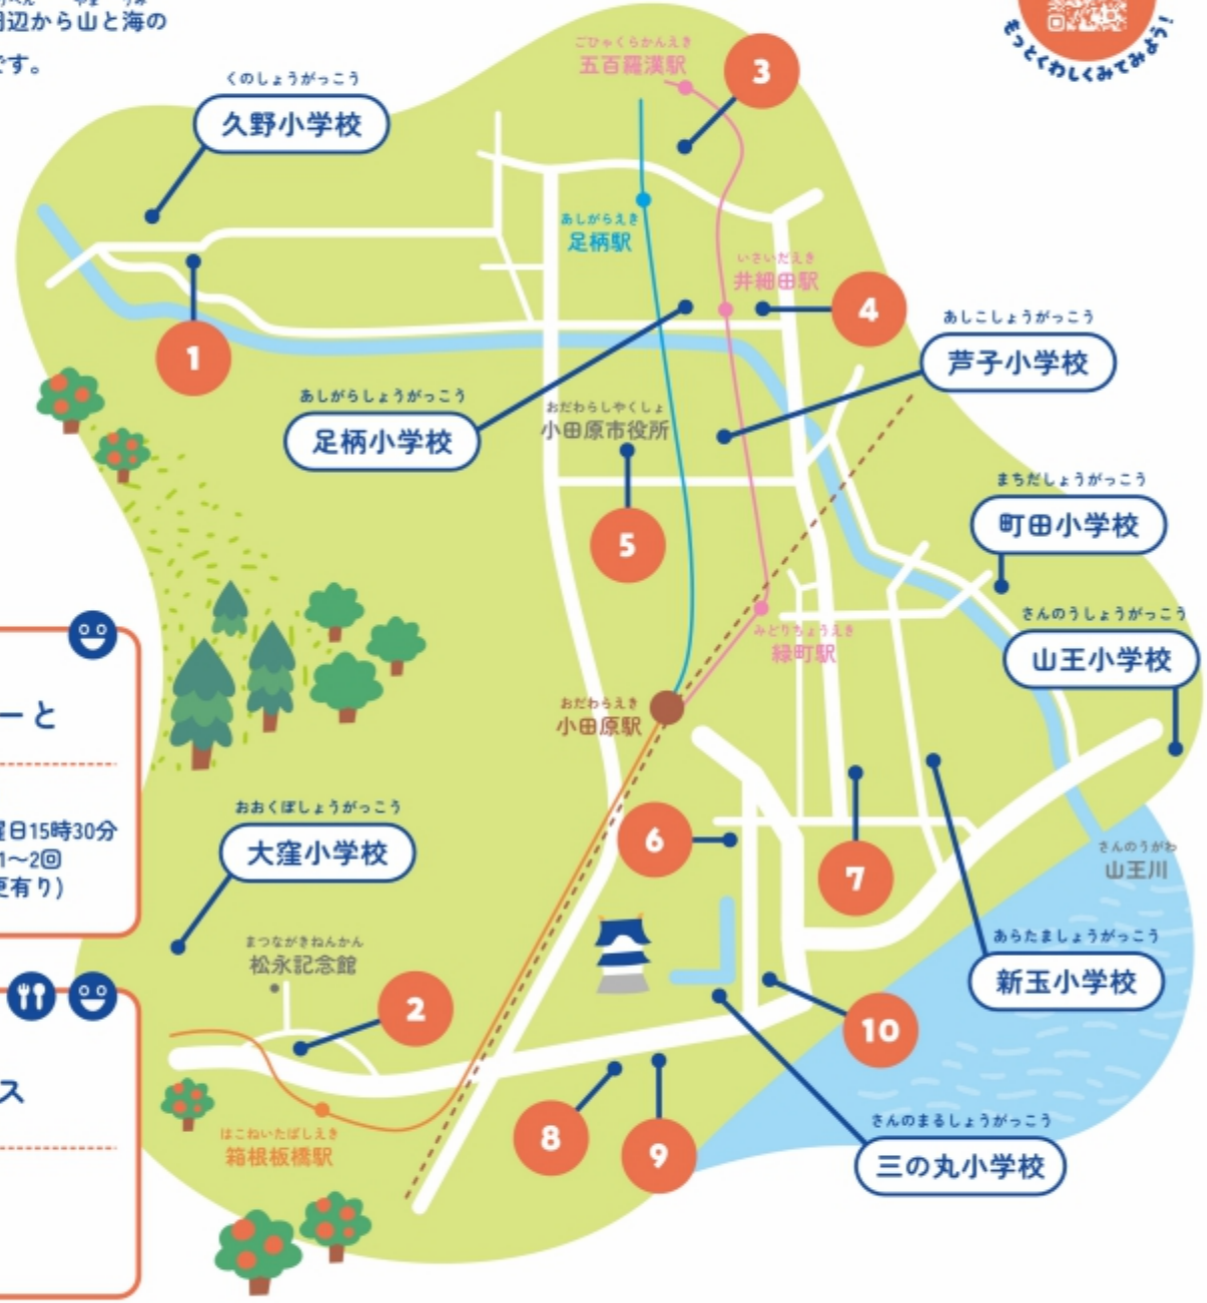 辺から山と海の
です。
もっとくわしくみてみよう！
ごひゃくらかんえき
五百羅漢駅
3
くのしょうがっこう
久野小学校
あしがらえき
足柄駅
いさいだえき
井細田駅
4
1
あしこしょうがっこう
芦子小学校
あしがらしょうがっこう
足柄小学校
おだわらしやくしょ
小田原市役所
5
まちだしょうがっこう
町田小学校
さんのうしょうがっこう
山王小学校
みどりちょうえき
緑町駅
おだわらえき
小田原駅
ーと
曜日15時30分
1〜2回
更有り)
おおくぼしょうがっこう
大窪小学校
6
7
さんのうがわ
山王川
まつながきねんかん
松永記念館
2
あらたましょうがっこう
新玉小学校
10
ス
はこねいたばしえき
箱根板橋駅
8
9
さんのまるしょうがっこう
三の丸小学校